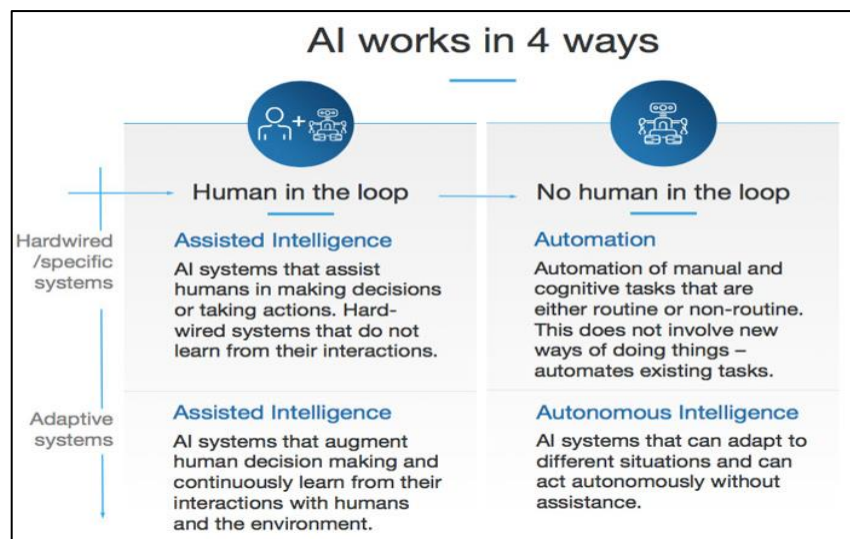 AI works in 4 ways
Human in the loop
No human in the loop
Hardwired
/specific
systems
Assisted Intelligence
AI systems that assist
humans in making decisions
or taking actions. Hard-
wired systems that do not
learn from their interactions.
Automation
Automation of manual and
cognitive tasks that are
either routine or non-routine.
This does not involve new
ways of doing things –
automates existing tasks.
Adaptive
systems
Assisted Intelligence
AI systems that augment
human decision making and
continuously learn from their
interactions with humans
and the environment.
Autonomous Intelligence
AI systems that can adapt to
different situations and can
act autonomously without
assistance.